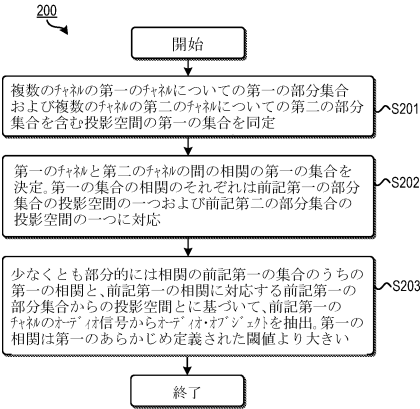 200
開始
複数のﾁｬﾈﾙの第一のﾁｬﾈﾙについての第一の部分集合
および複数のﾁｬﾈﾙの第二のﾁｬﾈﾙについての第二の部分
集合を含む投影空間の第一の集合を同定
S201
第一のﾁｬﾈﾙと第二のﾁｬﾈﾙの間の相関の第一の集合を
決定。第一の集合の相関のそれぞれは前記第一の部分
集合の投影空間の一つおよび前記第二の部分集合の
投影空間の一つに対応
S202
少なくとも部分的には相関の前記第一の集合のうちの
第一の相関と、前記第一の相関に対応する前記第一の
部分集合からの投影空間とに基づいて、前記第一の
ﾁｬﾈﾙのｵｰﾃﾞｨｵ信号からｵｰﾃﾞｨｵ･ｵﾌﾞｼﾞｪｸﾄを抽出。第一の
相関は第一のあらかじめ定義された閾値より大きい
S203
終了